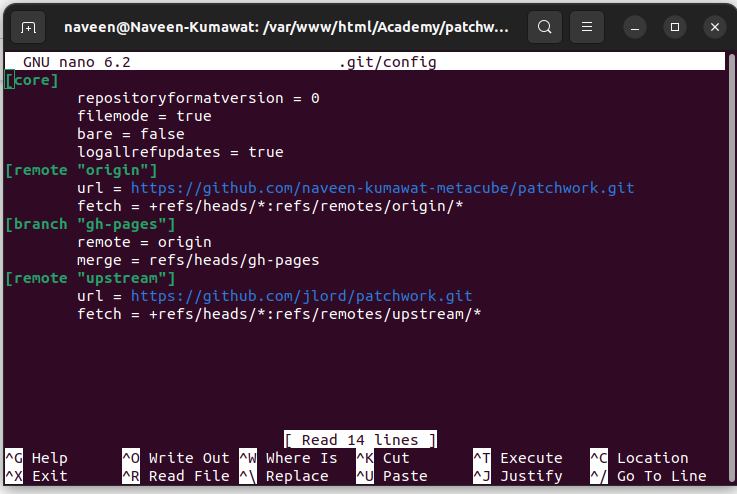 naveen@Naveen-Kumawat: /var/www/html/Academy/patchw...
GNU nano 6.2 .git/config
[core]
repositoryformatversion = 0
filemode = true
bare = false
logallrefupdates = true
[remote "origin"]
url = https://github.com/naveen-kumawat-metacube/patchwork.git
fetch = +refs/heads/*:refs/remotes/origin/*
[branch "gh-pages"]
remote = origin
merge = refs/heads/gh-pages
[remote "upstream"]
url = https://github.com/jlord/patchwork.git
fetch = +refs/heads/*:refs/remotes/upstream/*
[ Read 14 lines ]
^G Help ^O Write Out ^W Where Is ^K Cut ^T Execute ^C Location
^X Exit ^R Read File ^\ Replace ^U Paste ^J Justify ^/ Go To Line